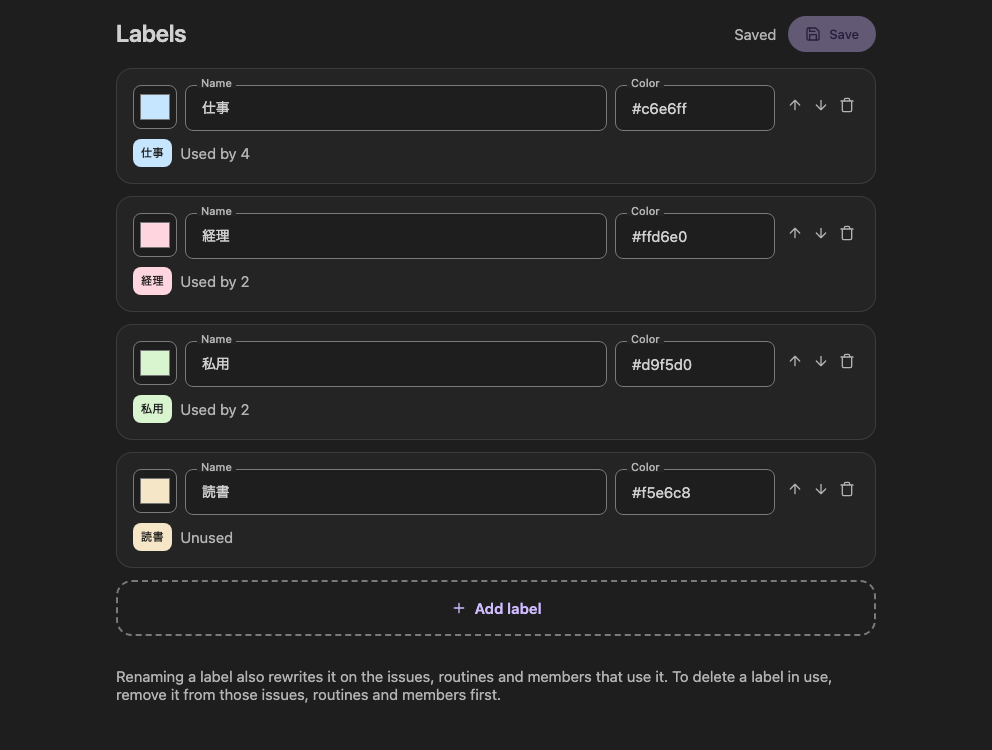 Labels
Saved
Save
Name
Color
仕事
#c6e6ff
仕事
Used by 4
Name
Color
経理
#ffd6e0
経理
Used by 2
Name
Color
私用
#d9f5d0
私用
Used by 2
Name
Color
読書
#f5e6c8
読書
Unused
Add label
Renaming a label also rewrites it on the issues, routines and members that use it. To delete a label in use,
remove it from those issues, routines and members first.